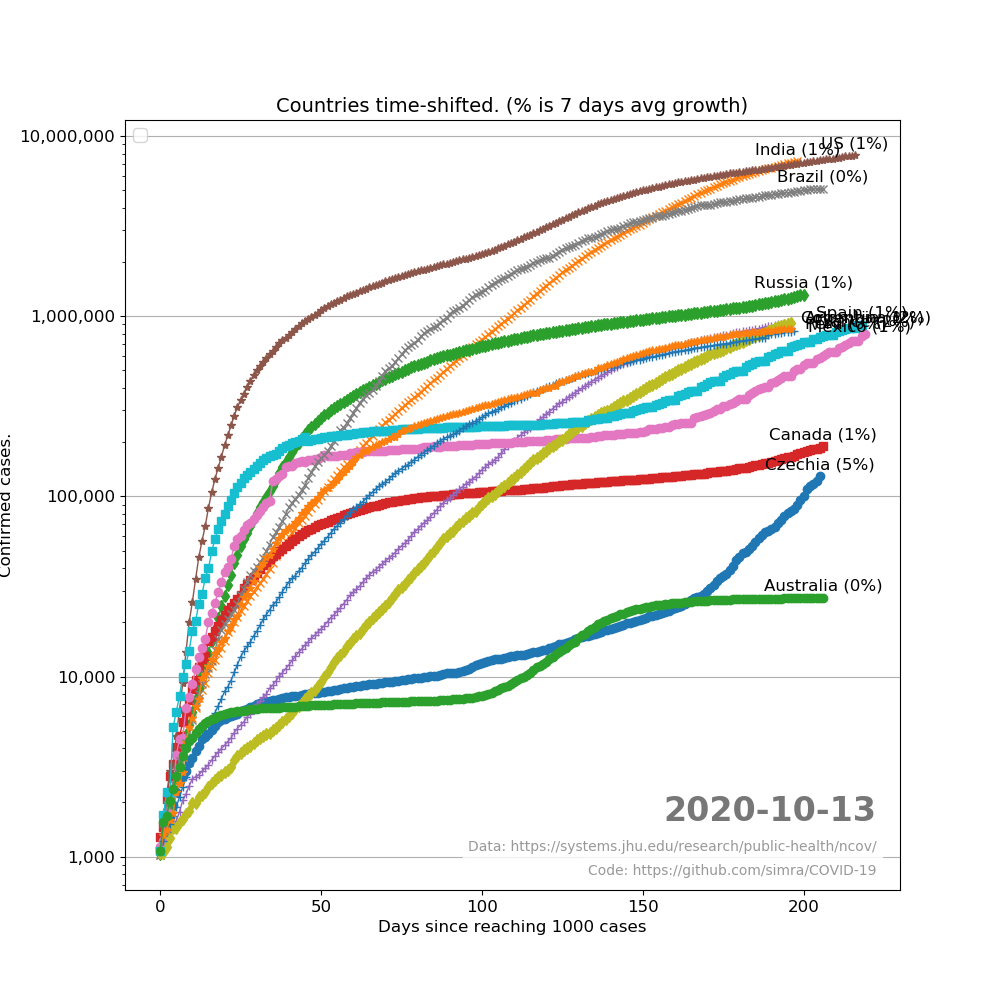 Countries time-shifted. (% is 7 days avg growth)
10,000,000
1,000,000
100,000
10,000
1,000
Confirmed cases.
India (1%)
US (1%)
Brazil (0%)
Russia (1%)
Spain (1%)
Mexico (1%)
Canada (1%)
Czechia (5%)
Australia (0%)
2020-10-13
Data: https://systems.jhu.edu/research/public-health/ncov/
Code: https://github.com/simra/COVID-19
0 50 100 150 200
Days since reaching 1000 cases